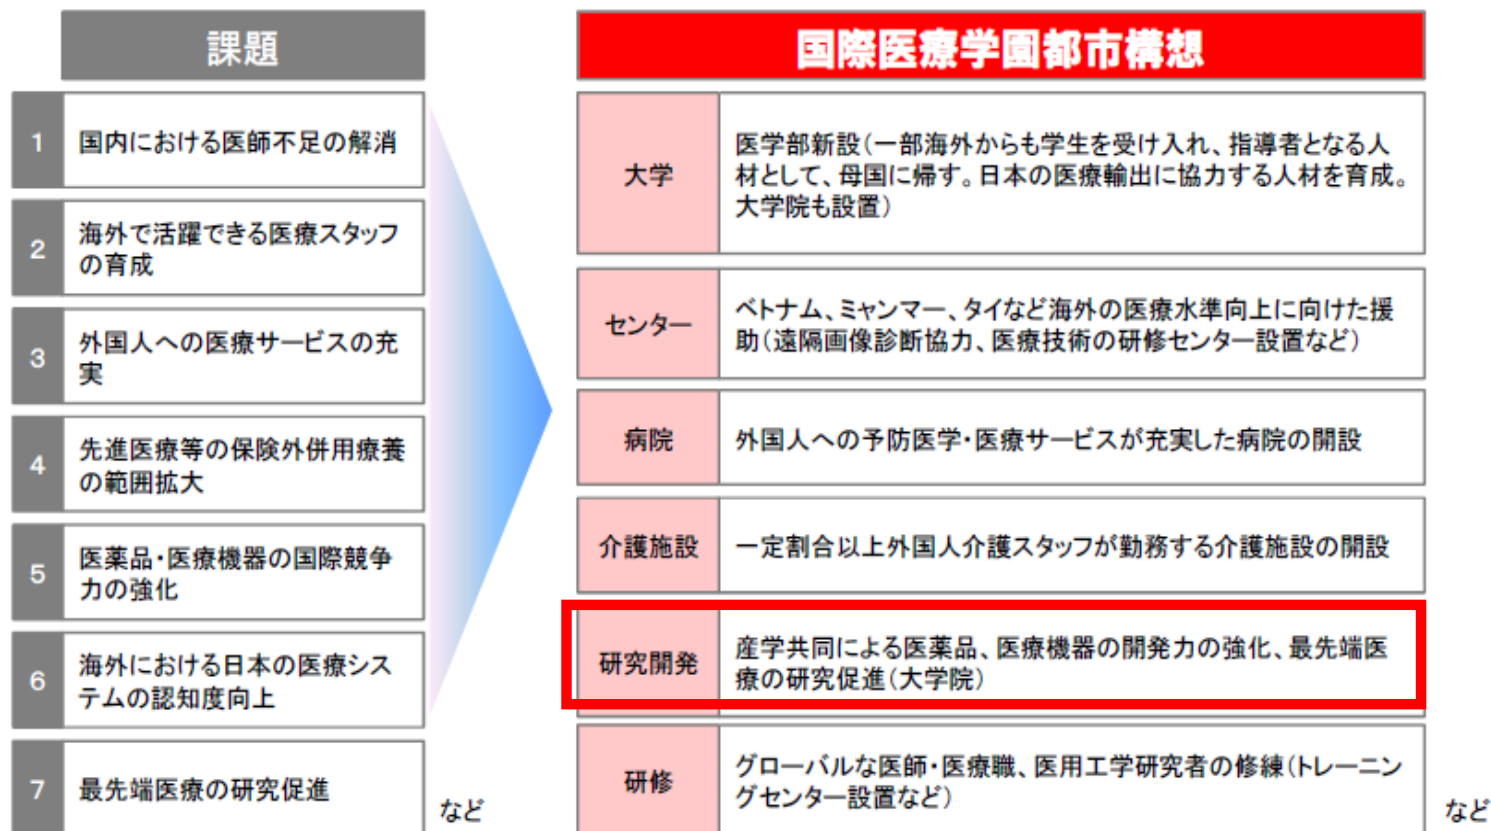 課題
1
国内における医師不足の解消
2
海外で活躍できる医療スタッフ
の育成
3
外国人への医療サービスの充
実
4
先進医療等の保険外併用療養
の範囲拡大
5
医薬品・医療機器の国際競争
力の強化
6
海外における日本の医療シス
テムの認知度向上
7
最先端医療の研究促進
など
国際医療学園都市構想
大学
医学部新設(一部海外からも学生を受け入れ、指導者となる人
材として、母国に帰す。日本の医療輸出に協力する人材を育成。
大学院も設置)
センター
ベトナム、ミャンマー、タイなど海外の医療水準向上に向けた援
助(遠隔画像診断協力、医療技術の研修センター設置など)
病院
外国人への予防医学・医療サービスが充実した病院の開設
介護施設
一定割合以上外国人介護スタッフが勤務する介護施設の開設
研究開発
産学共同による医薬品、医療機器の開発力の強化、最先端医
療の研究促進(大学院)
研修
グローバルな医師・医療職、医用工学研究者の修練(トレーニン
グセンター設置など)
など